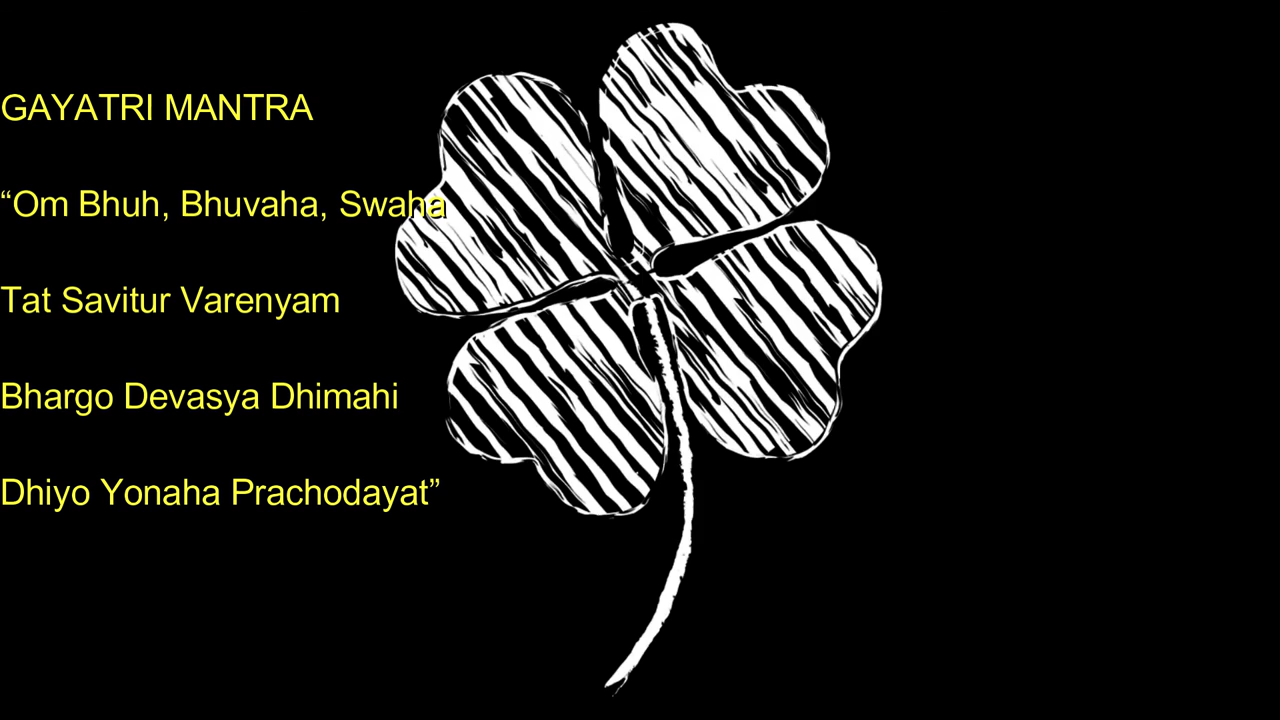 GAYATRI MANTRA
“Om Bhuh, Bhuvaha, Swaha
Tat Savitur Varenyam
Bhargo Devasya Dhimahi
Dhiyo Yonaha Prachodayat”